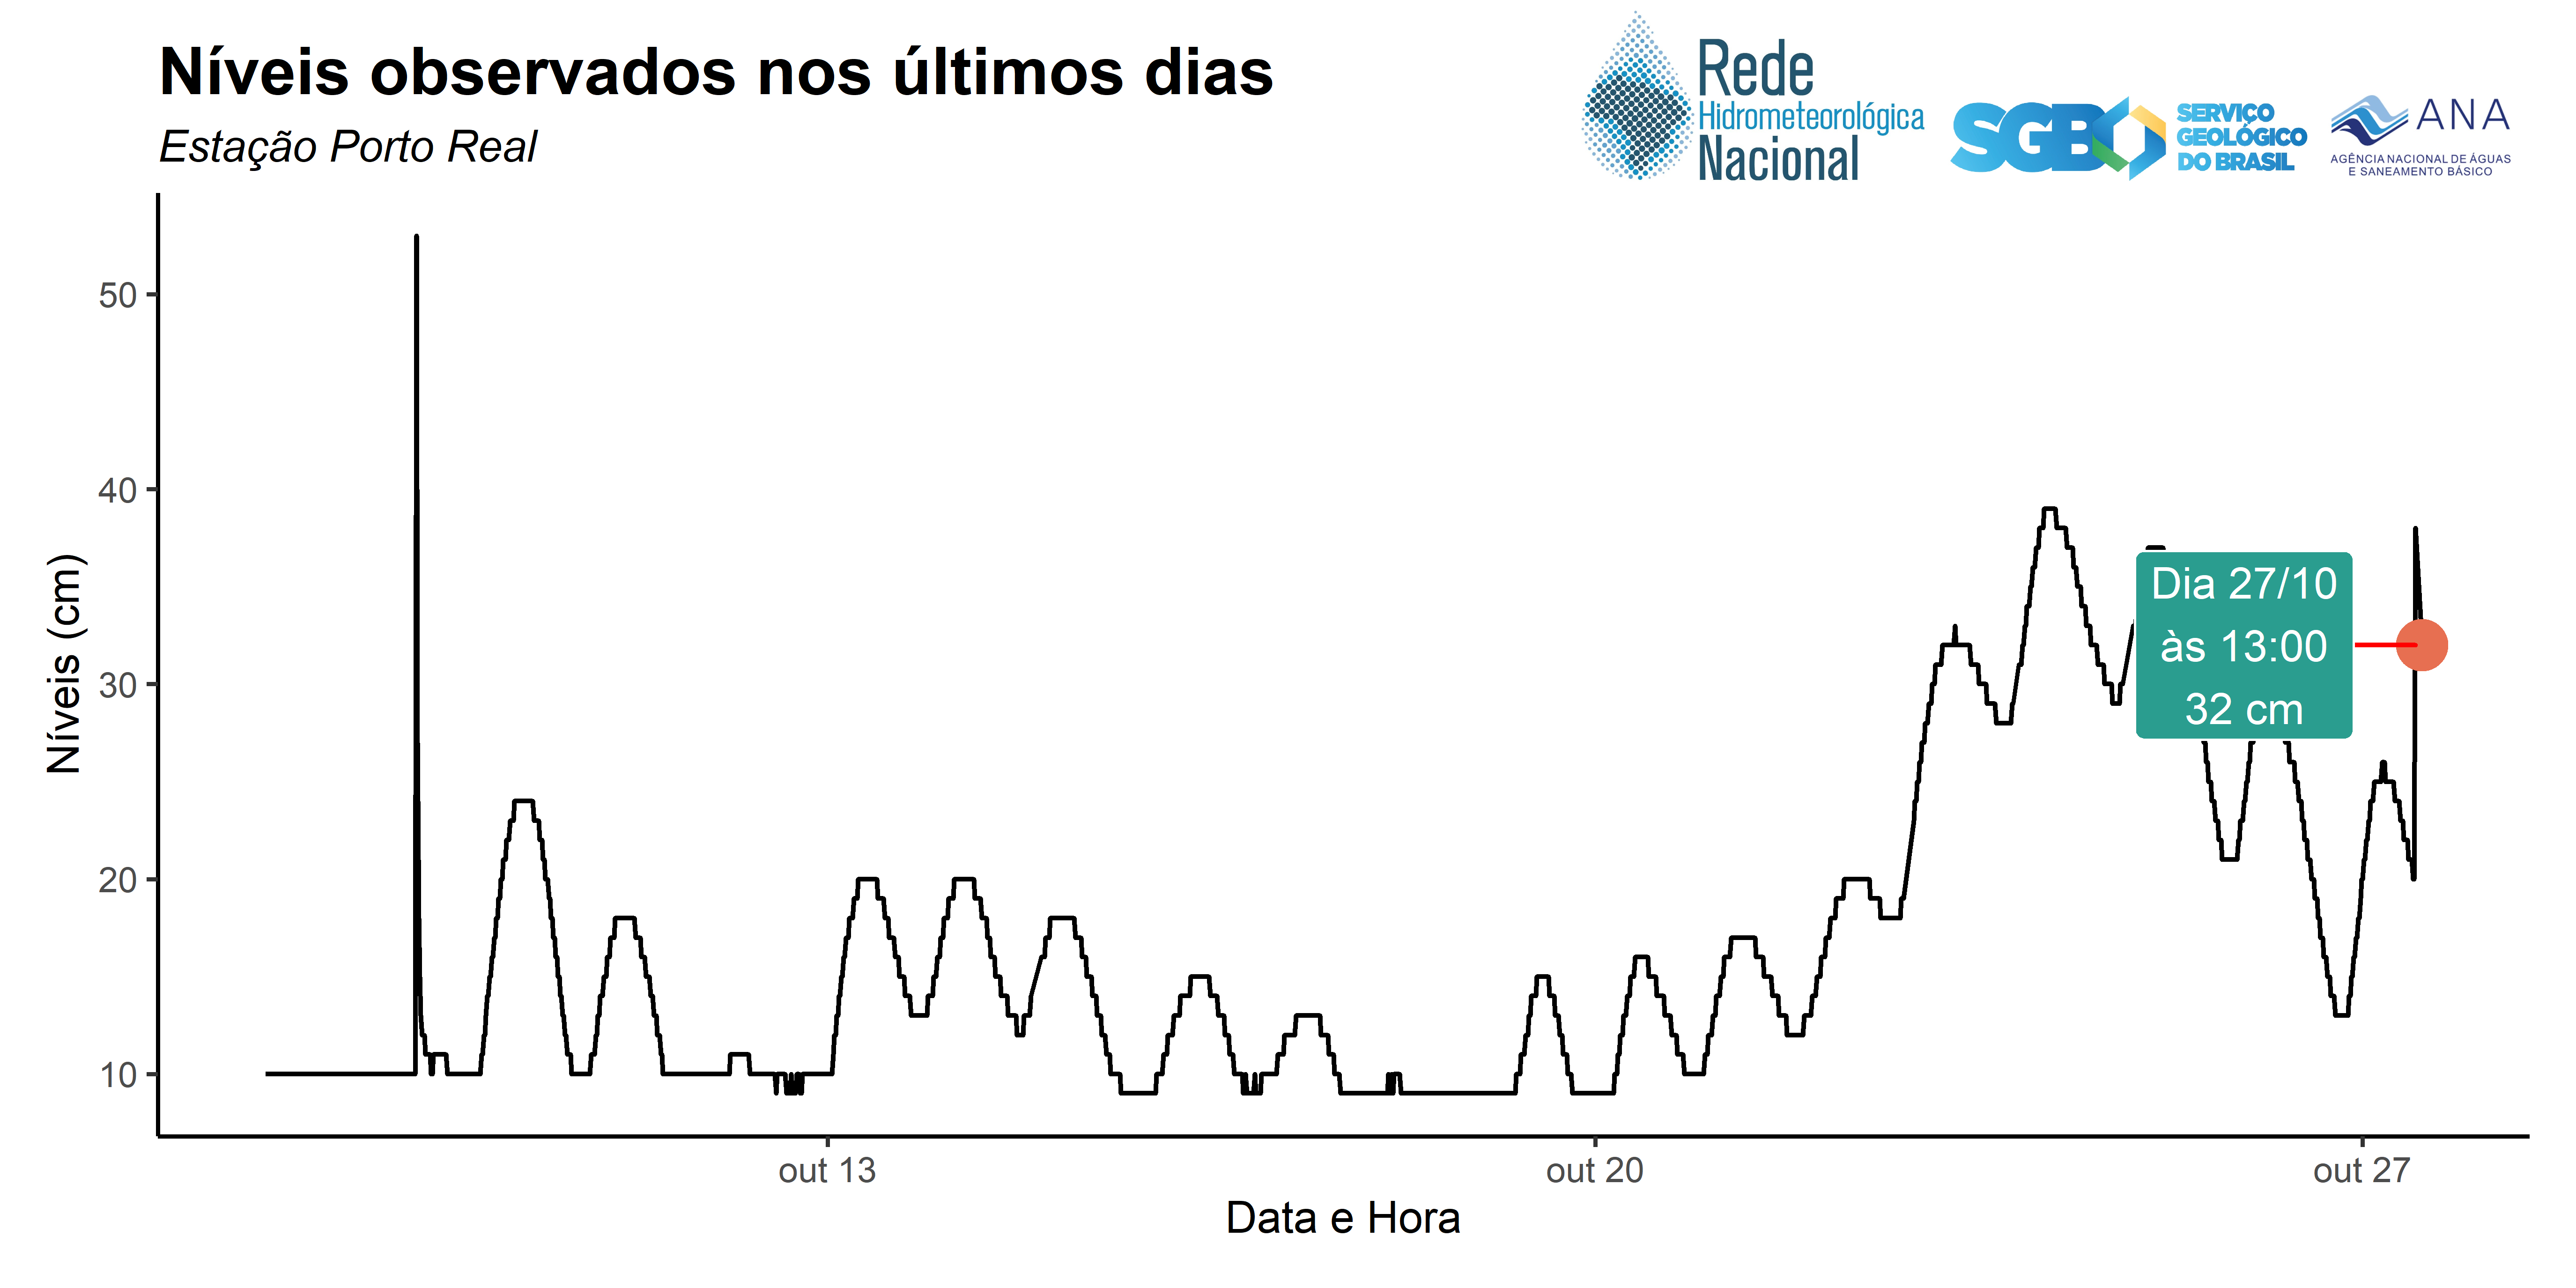 Níveis observados nos últimos dias
Estação Porto Real
Rede
Hidrometeorológica
Nacional
SGB
SERVIÇO
GEOLÓGICO
DO BRASIL
ANA
AGÊNCIA NACIONAL DE ÁGUAS
E SANEAMENTO BÁSICO
Níveis (cm)
50
40
30
20
10
Dia 27/10
às 13:00
32 cm
out 13
out 20
out 27
Data e Hora